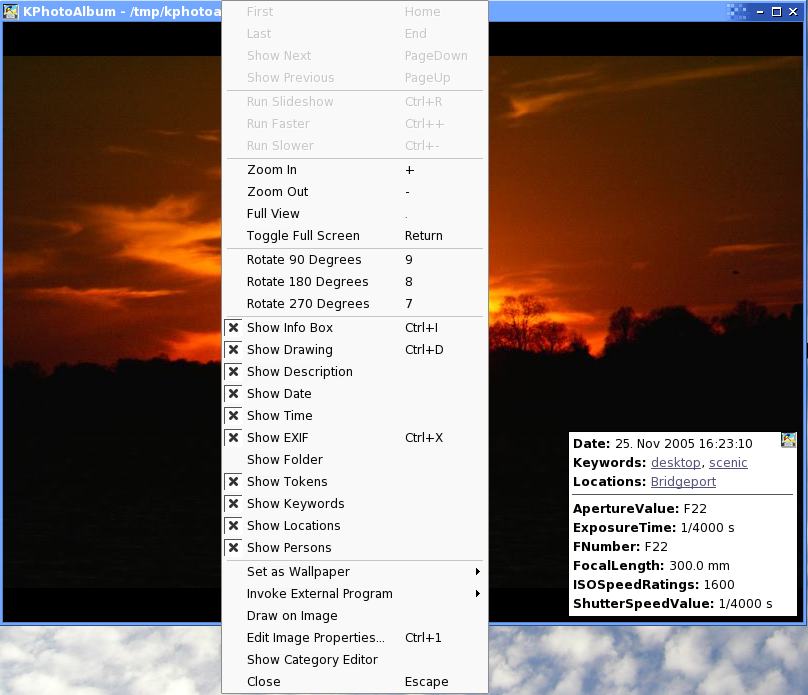 KPhotoAlbum - /tmp/kphotoa
First Home
Last End
Show Next PageDown
Show Previous PageUp
Run Slideshow Ctrl+R
Run Faster Ctrl++
Run Slower Ctrl+-
Zoom In +
Zoom Out -
Full View .
Toggle Full Screen Return
Rotate 90 Degrees 9
Rotate 180 Degrees 8
Rotate 270 Degrees 7
Show Info Box Ctrl+I
Show Drawing Ctrl+D
Show Description
Show Date
Show Time
Show EXIF Ctrl+X
Show Folder
Show Tokens
Show Keywords
Show Locations
Show Persons
Set as Wallpaper
Invoke External Program
Draw on Image
Edit Image Properties... Ctrl+1
Show Category Editor
Close Escape
Date: 25. Nov 2005 16:23:10
Keywords: desktop, scenic
Locations: Bridgeport
ApertureValue: F22
ExposureTime: 1/4000 s
FNumber: F22
FocalLength: 300.0 mm
ISOSpeedRatings: 1600
ShutterSpeedValue: 1/4000 s